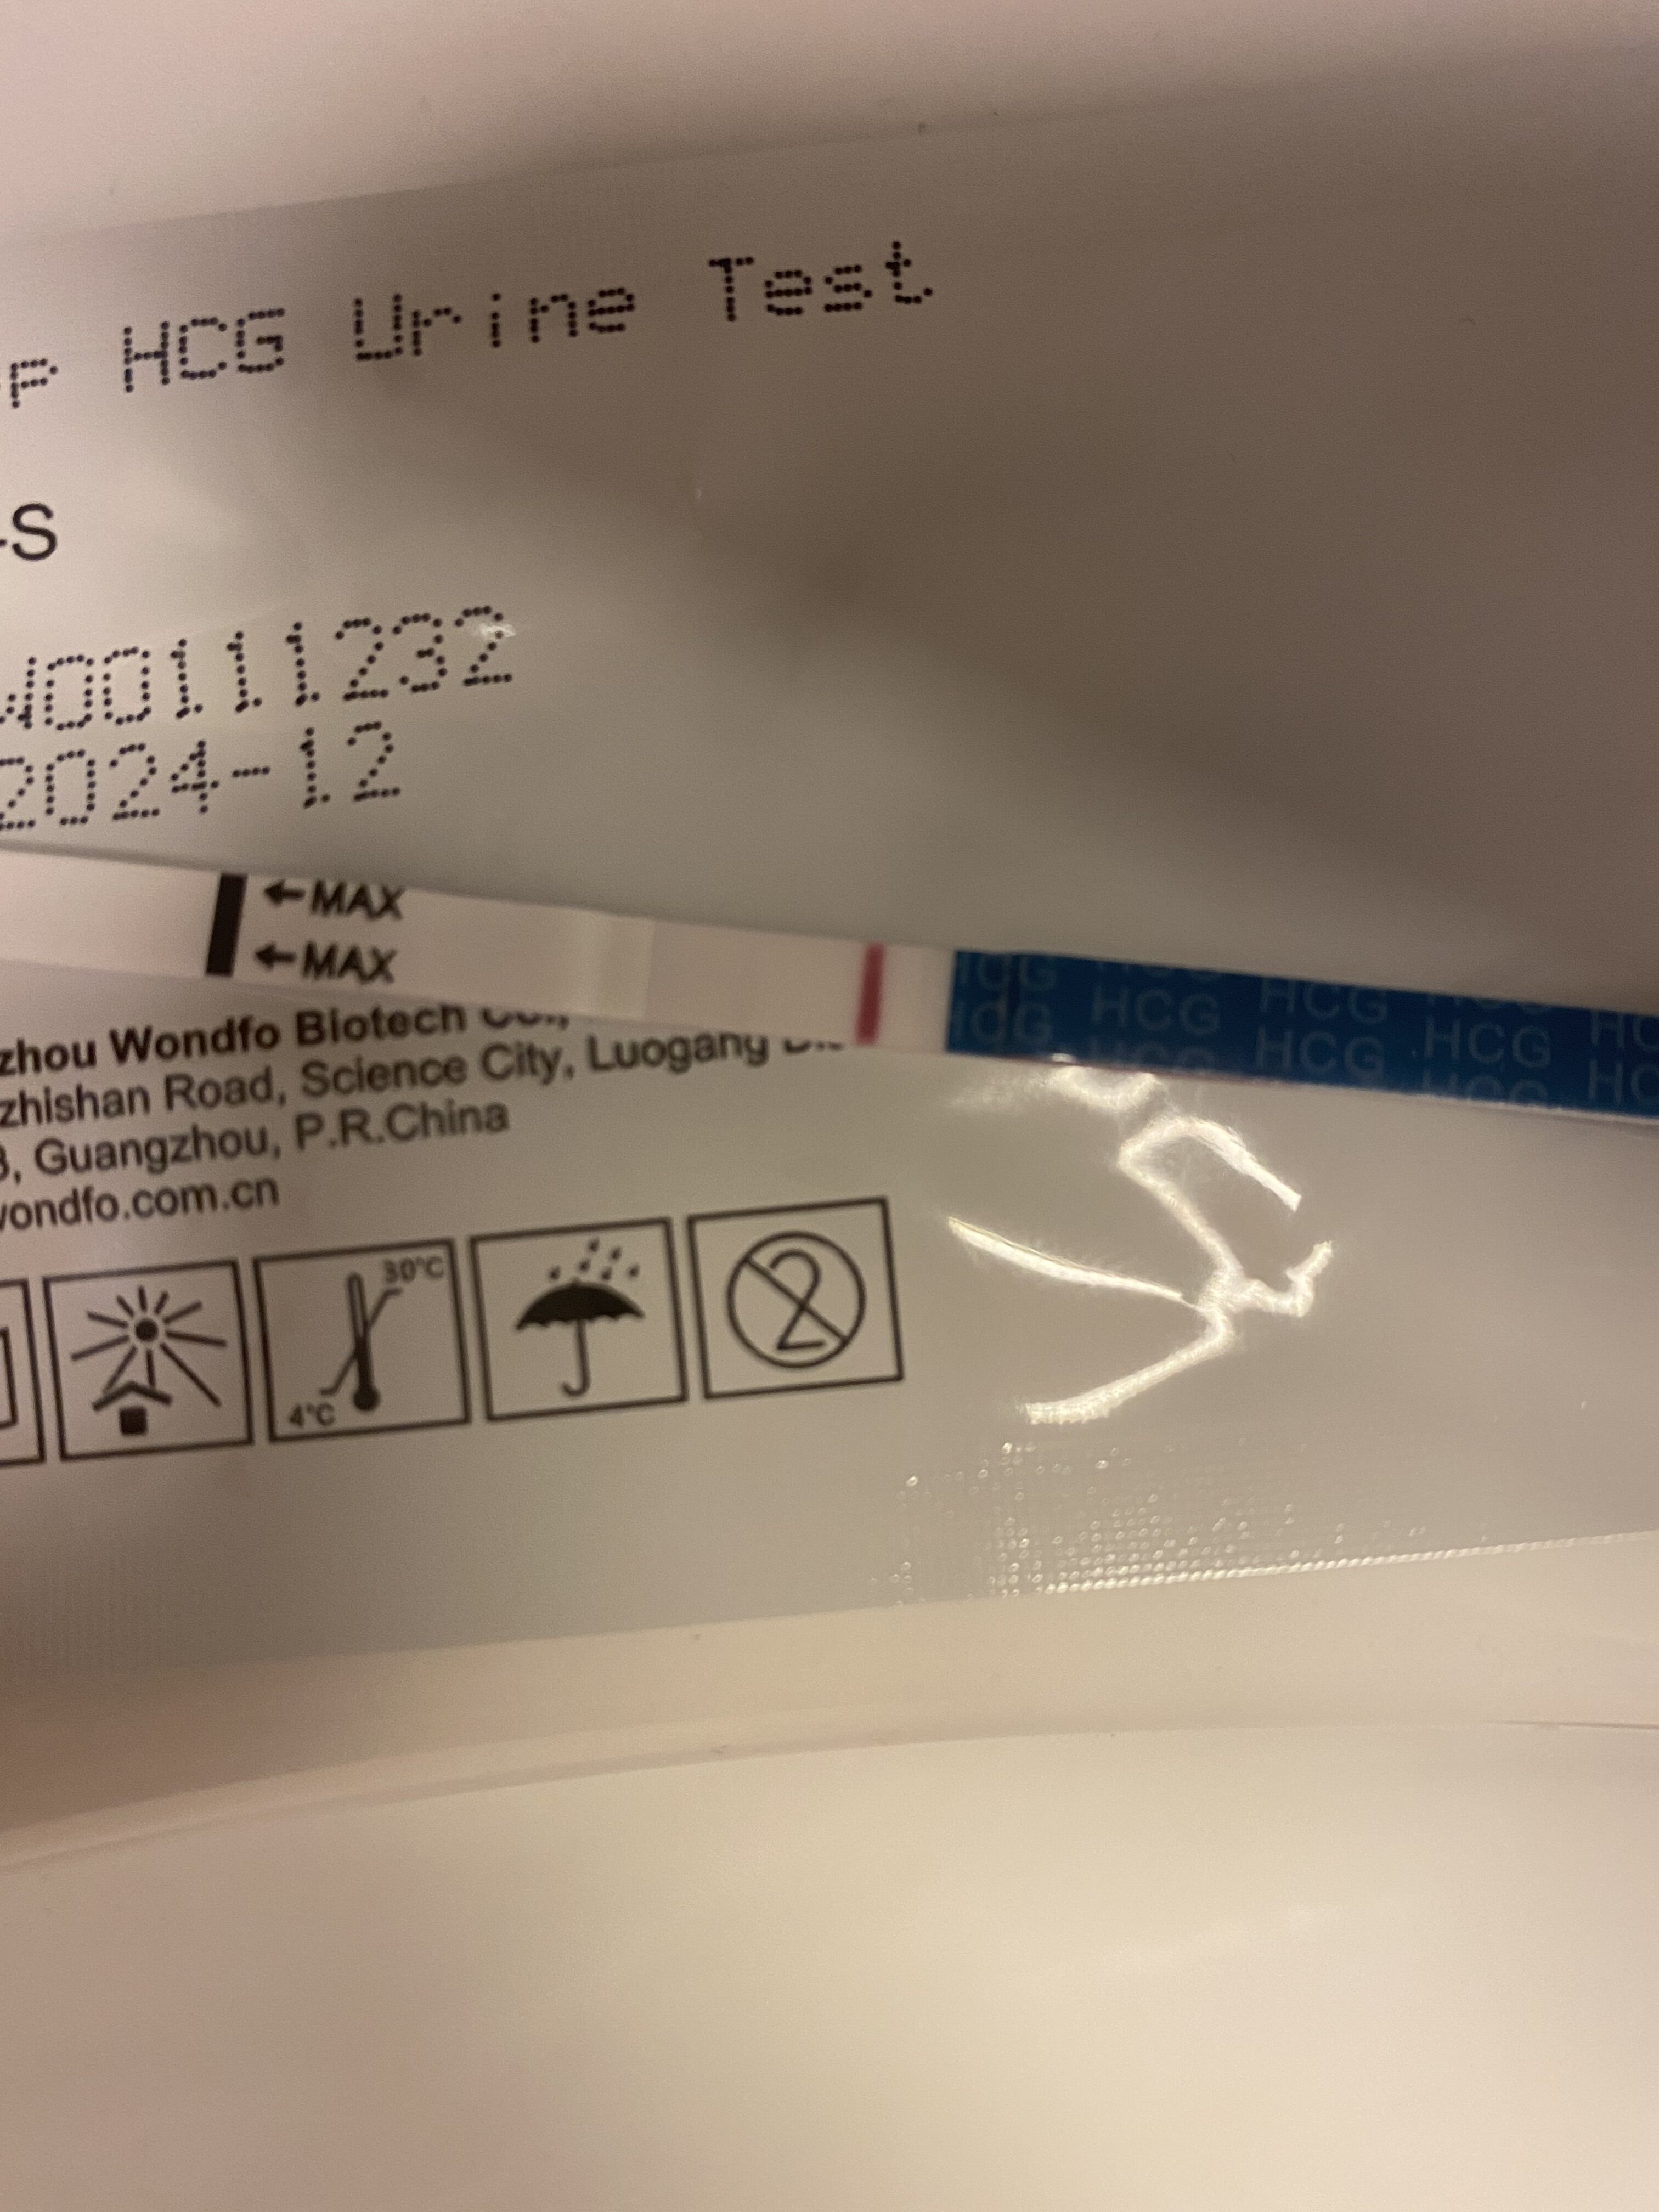 HCG Urine Test
-S
W00111232
2024-12
←MAX
←MAX
HCG HCG HCG
HCG HCG HCG
zhou Wondfo Biotech Co.,
zhishan Road, Science City, Luogang
, Guangzhou, P.R.China
wondfo.com.cn
30°C
4°C
2